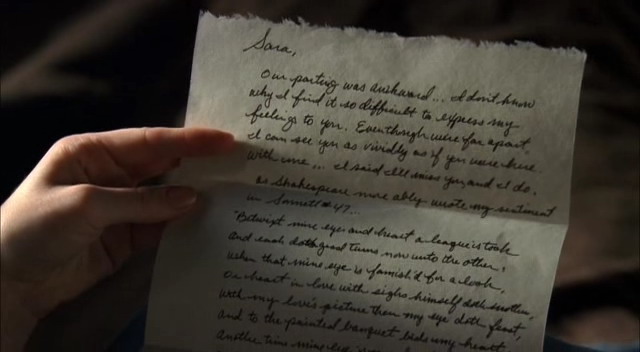 Sara,
Our parting was awkward... I don't know
why I find it so difficult to express my
feelings to you. Eventhough we're far apart
I can see you as vividly as if you were here
with me... I said I'll miss you and I do.
as Shakespeare more ably wrote my sentiment
in Sonnet #47...
"Betwixt mine eyes and heart a league is took
and each doth good turns now unto the other:
when that mine eye is famish'd for a look,
Or heart in love with sighs himself doth smother,
with my love's picture then my eye doth feast,
and to the painted banquet bids my heart;
Another time mine eye